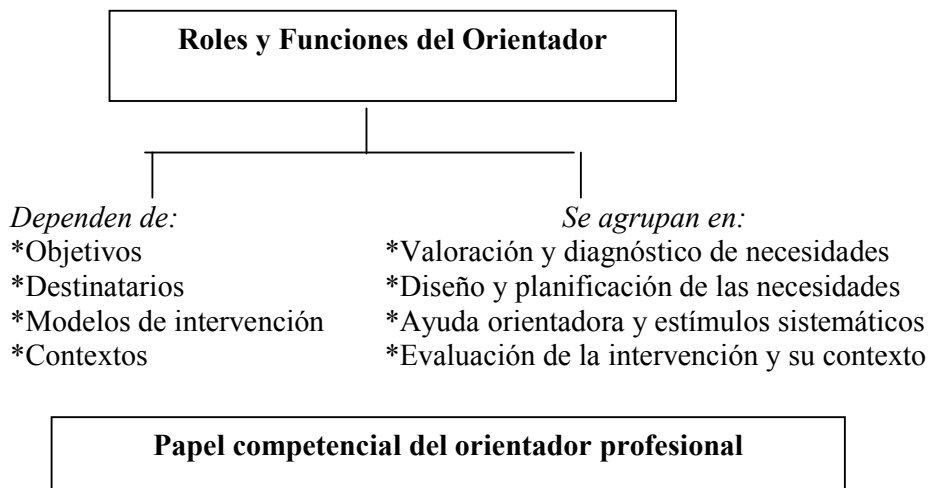 Roles y Funciones del Orientador
Dependen de:
*Objetivos
*Destinatarios
*Modelos de intervención
*Contextos
Se agrupan en:
*Valoración y diagnóstico de necesidades
*Diseño y planificación de las necesidades
*Ayuda orientadora y estímulos sistemáticos
*Evaluación de la intervención y su contexto
Papel competencial del orientador profesional